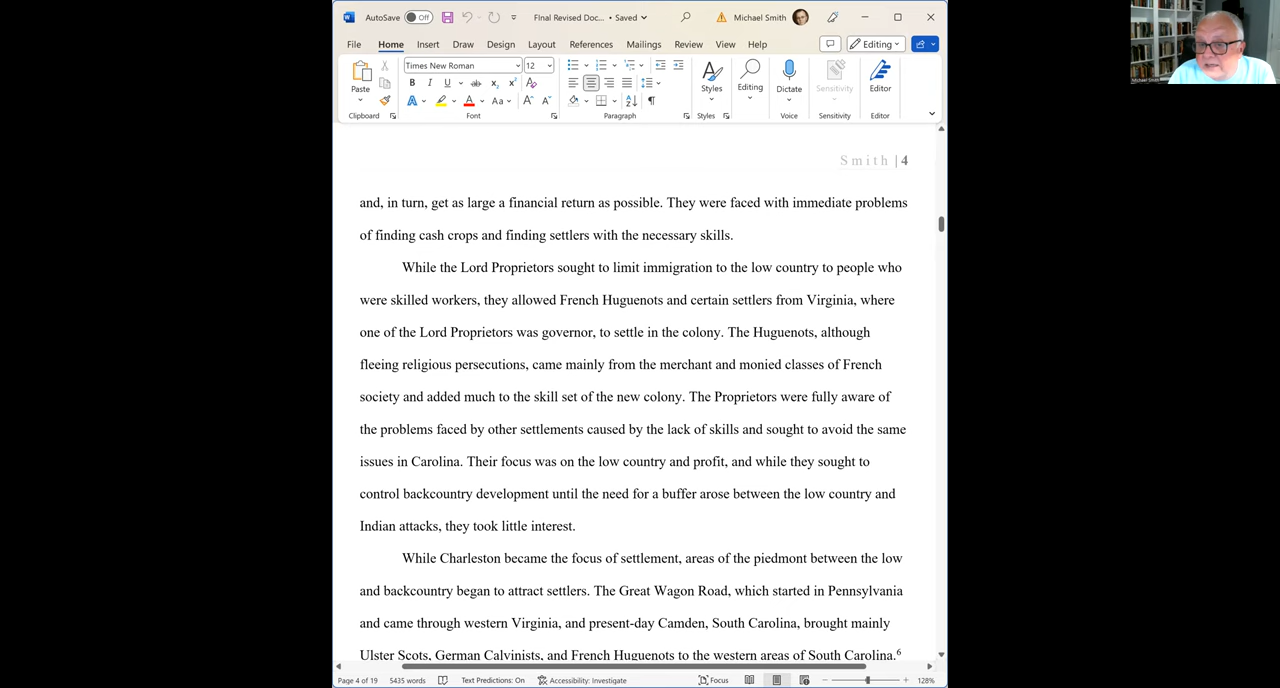 AutoSave Off FInal Revised Doc... • Saved Michael Smith
File Home Insert Draw Design Layout References Mailings Review View Help Editing
Times New Roman 12
Paste Styles Editing Dictate Sensitivity Editor
Clipboard Font Paragraph Styles Voice Sensitivity Editor
Smith | 4
and, in turn, get as large a financial return as possible. They were faced with immediate problems
of finding cash crops and finding settlers with the necessary skills.
While the Lord Proprietors sought to limit immigration to the low country to people who
were skilled workers, they allowed French Huguenots and certain settlers from Virginia, where
one of the Lord Proprietors was governor, to settle in the colony. The Huguenots, although
fleeing religious persecutions, came mainly from the merchant and monied classes of French
society and added much to the skill set of the new colony. The Proprietors were fully aware of
the problems faced by other settlements caused by the lack of skills and sought to avoid the same
issues in Carolina. Their focus was on the low country and profit, and while they sought to
control backcountry development until the need for a buffer arose between the low country and
Indian attacks, they took little interest.
While Charleston became the focus of settlement, areas of the piedmont between the low
and backcountry began to attract settlers. The Great Wagon Road, which started in Pennsylvania
and came through western Virginia, and present-day Camden, South Carolina, brought mainly
Ulster Scots, German Calvinists, and French Huguenots to the western areas of South Carolina.6
Page 4 of 19 5435 words Text Predictions: On Accessibility: Investigate Focus 128%
Michael Smith